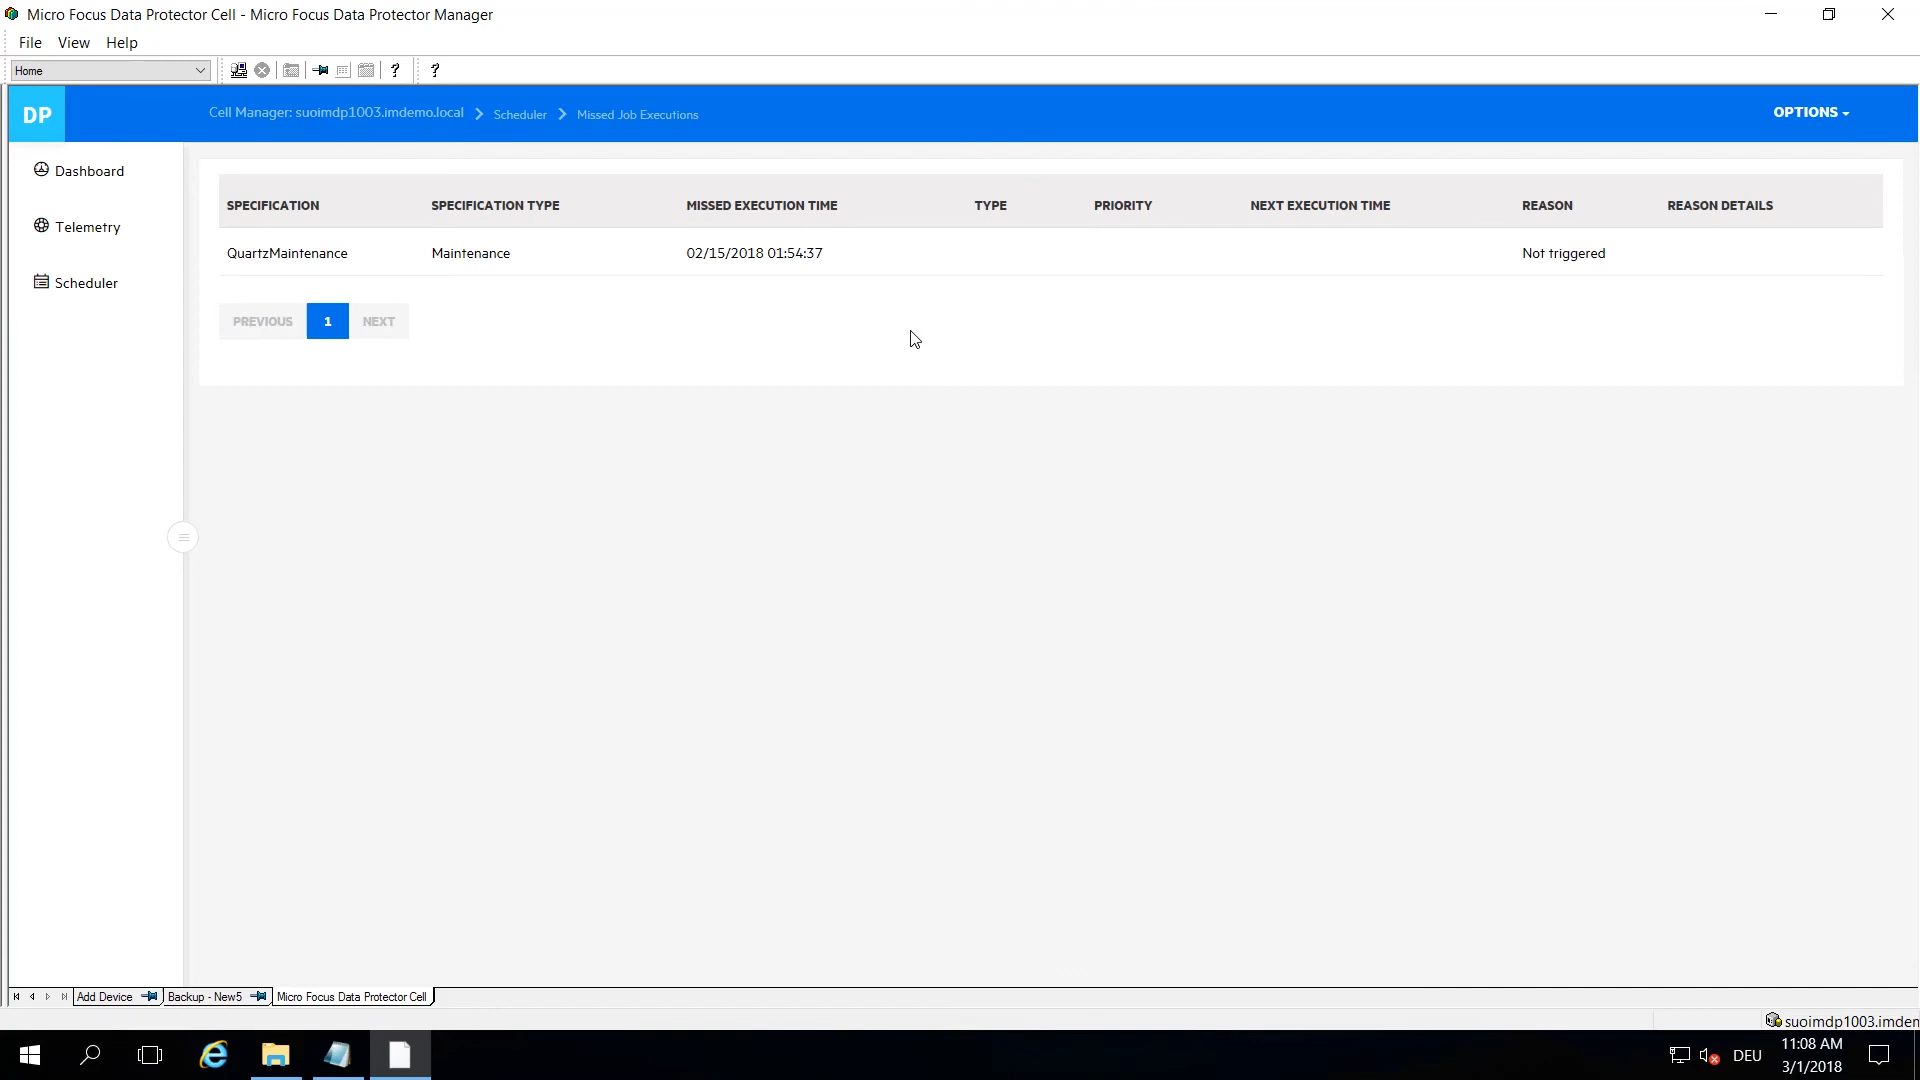 Micro Focus Data Protector Cell - Micro Focus Data Protector Manager
File View Help
Home ? ?
DP Cell Manager: suoimdp1003.imdemo.local Scheduler Missed Job Executions OPTIONS
Dashboard
Telemetry
Scheduler
SPECIFICATION SPECIFICATION TYPE MISSED EXECUTION TIME TYPE PRIORITY NEXT EXECUTION TIME REASON REASON DETAILS
QuartzMaintenance Maintenance 02/15/2018 01:54:37 Not triggered
PREVIOUS 1 NEXT
Add Device Backup - New5 Micro Focus Data Protector Cell
suoimdp1003.imden
DEU
11:08 AM
3/1/2018